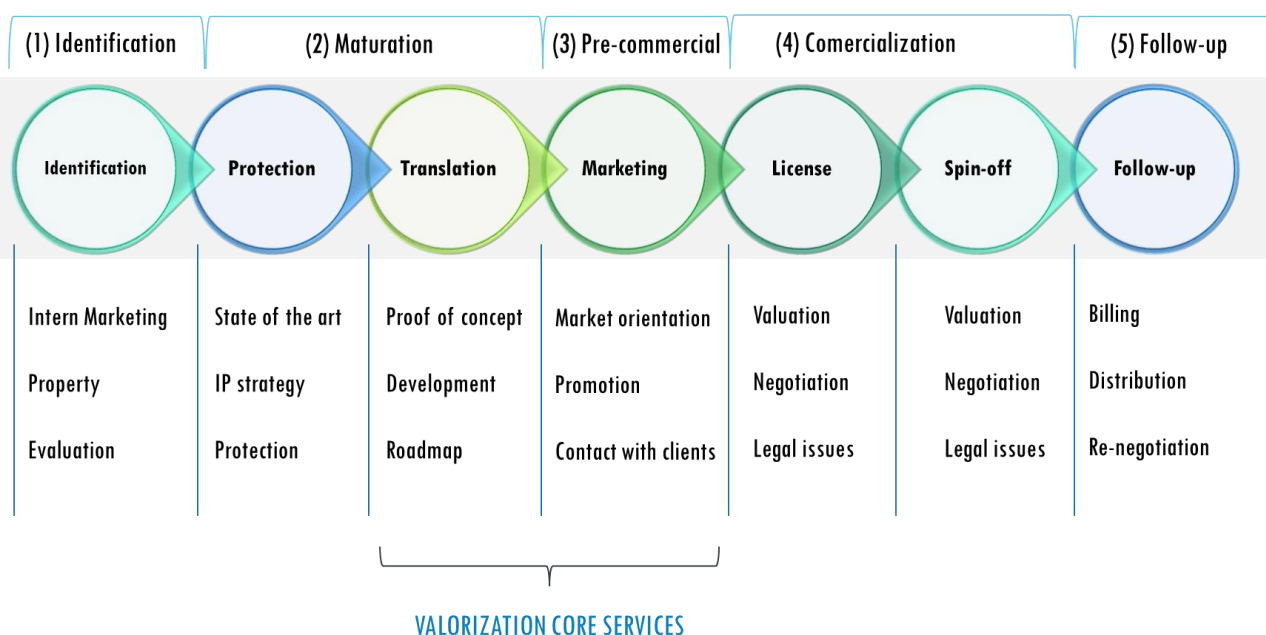 (1) Identification
(2) Maturation
(3) Pre-commercial
(4) Comercialization
(5) Follow-up
Identification
Protection
Translation
Marketing
License
Spin-off
Follow-up
Intern Marketing
Property
Evaluation
State of the art
IP strategy
Protection
Proof of concept
Development
Roadmap
Market orientation
Promotion
Contact with clients
Valuation
Negotiation
Legal issues
Valuation
Negotiation
Legal issues
Billing
Distribution
Re-negotiation
VALORIZATION CORE SERVICES